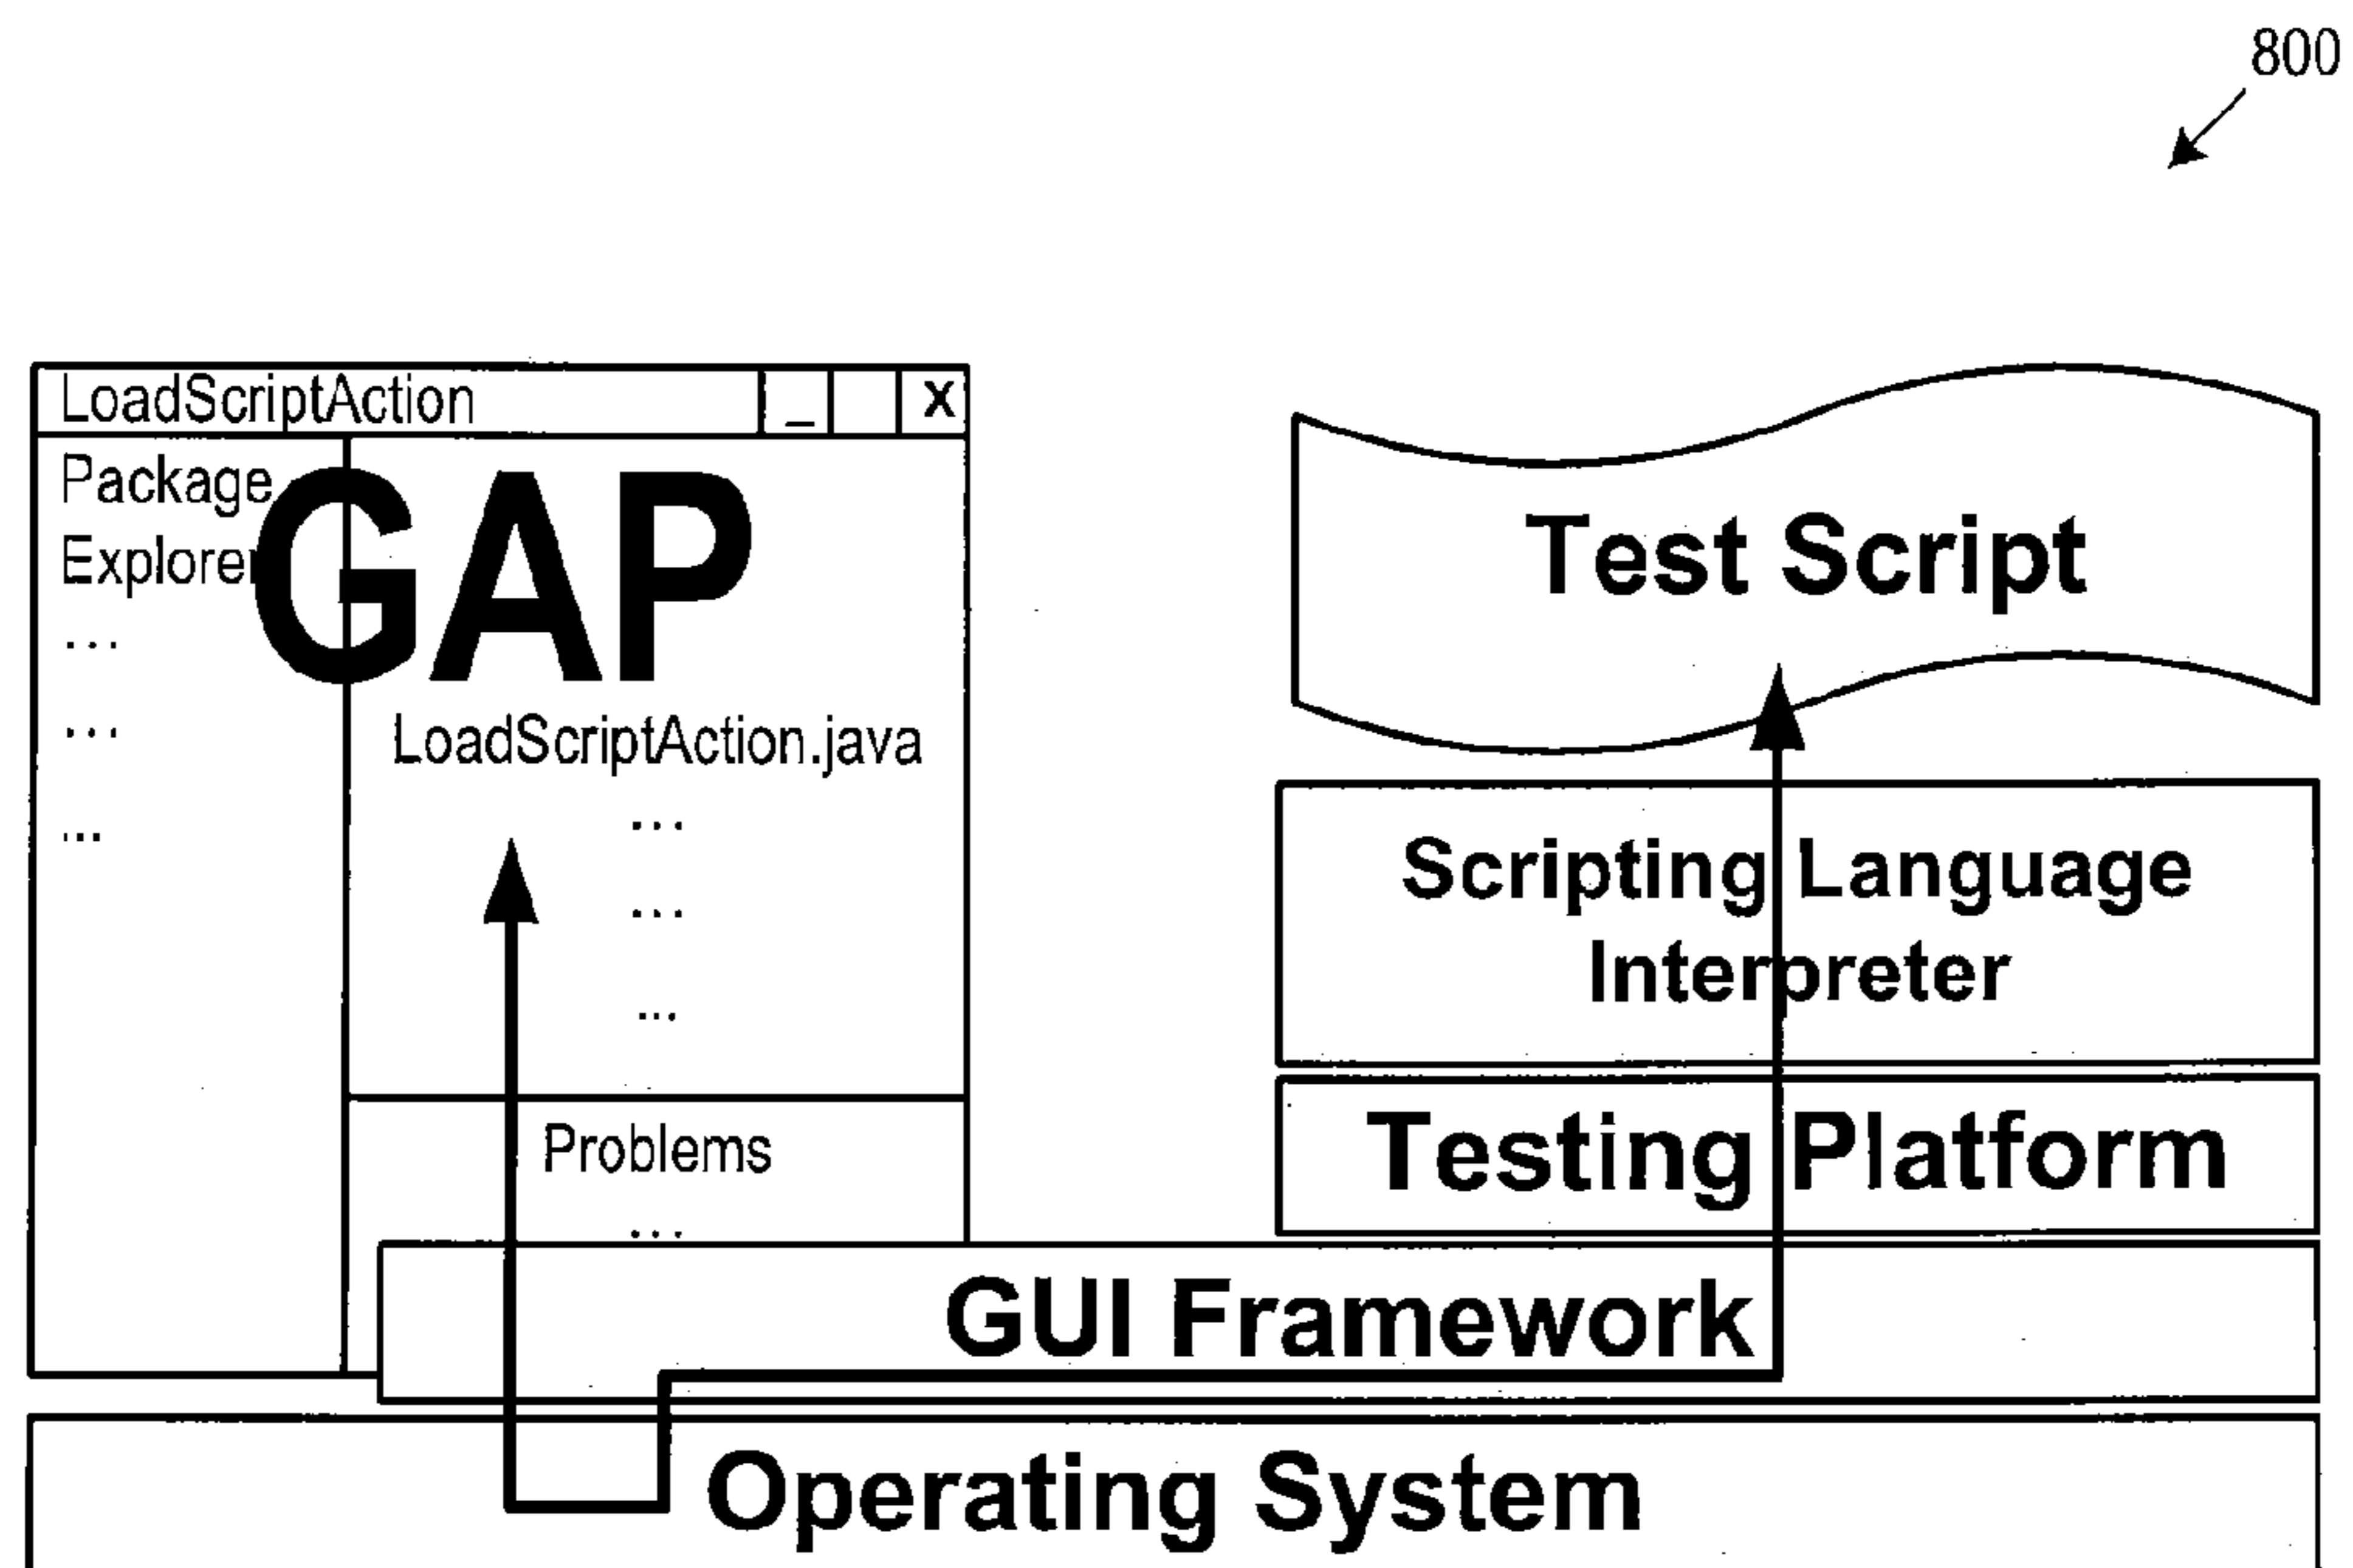 800
LoadScriptAction _ X
Package
Explorer
GAP
...
...
...
LoadScriptAction.java
...
...
...
Problems
...
Test Script
Scripting Language
Interpreter
Testing Platform
GUI Framework
Operating System